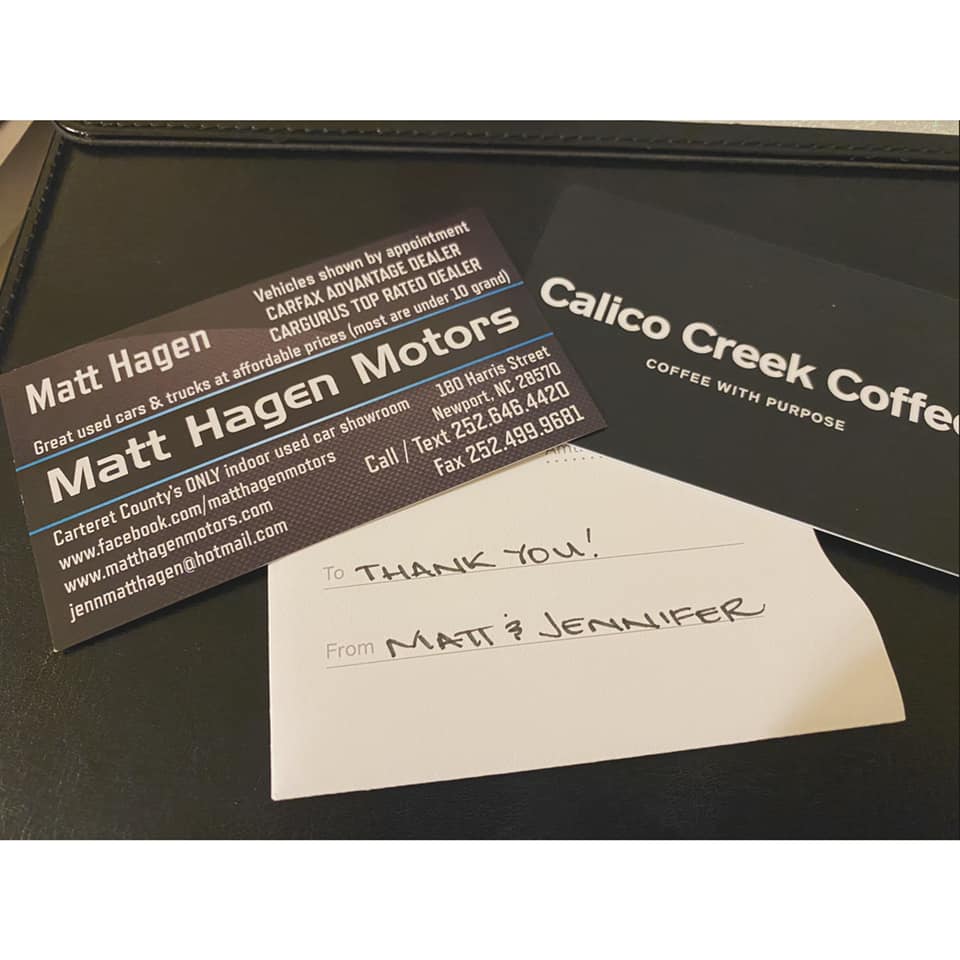 Vehicles shown by appointment
CARFAX ADVANTAGE DEALER
CARGURUS TOP RATED DEALER
Matt Hagen
Great used cars & trucks at affordable prices (most are under 10 grand)
Matt Hagen Motors
Carteret County's ONLY indoor used car showroom
www.facebook.com/matthagenmotors
www.matthagenmotors.com
jennmatthagen@hotmail.com
180 Harris Street
Newport, NC 28570
Call / Text 252.646.4420
Fax 252.499.9681
Calico Creek Coffee
COFFEE WITH PURPOSE
To THANK YOU!
From MATT & JENNIFER